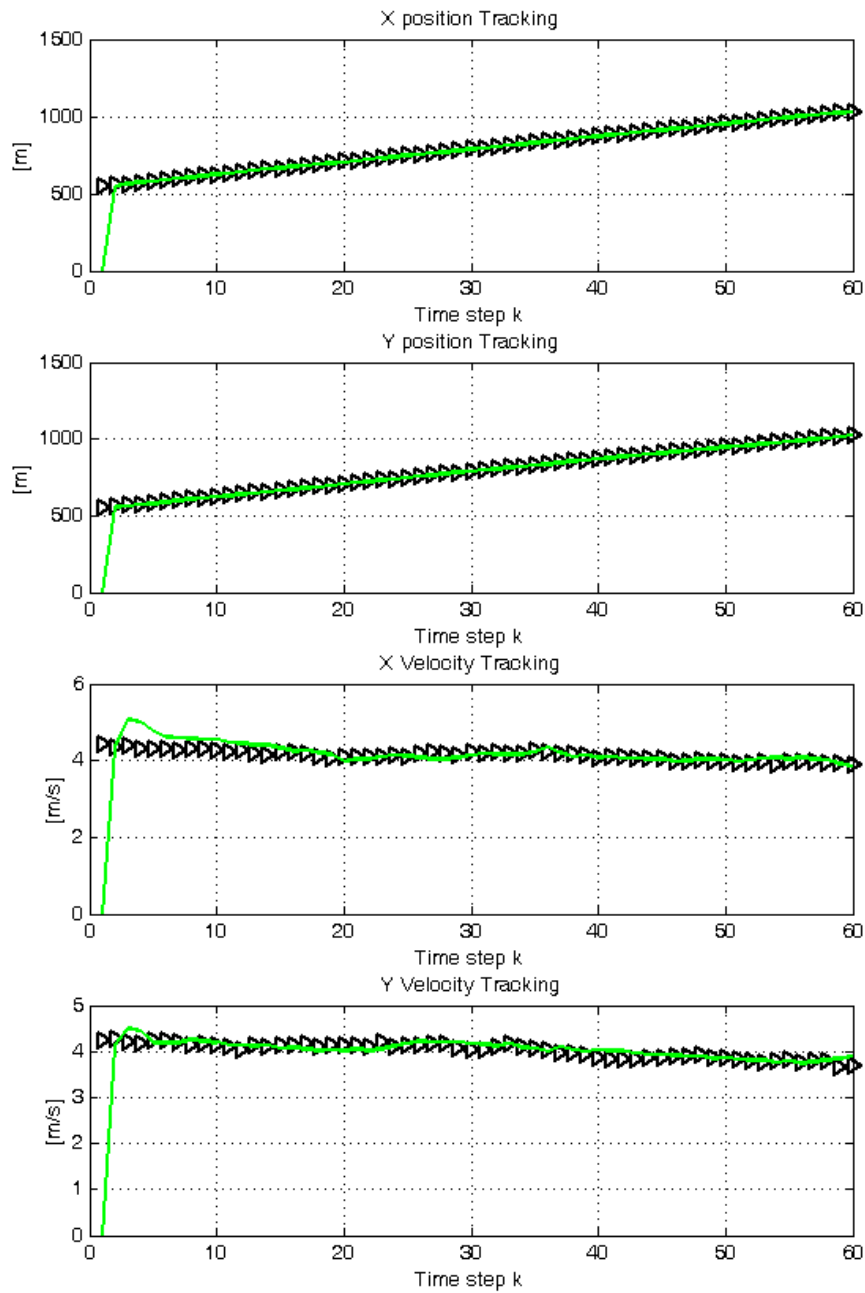 X position Tracking
1500
1000
500
0
[m]
0 10 20 30 40 50 60
Time step k
Y position Tracking
1500
1000
500
0
[m]
0 10 20 30 40 50 60
Time step k
X Velocity Tracking
6
4
2
0
[m/s]
0 10 20 30 40 50 60
Time step k
Y Velocity Tracking
5
4
3
2
1
0
[m/s]
0 10 20 30 40 50 60
Time step k